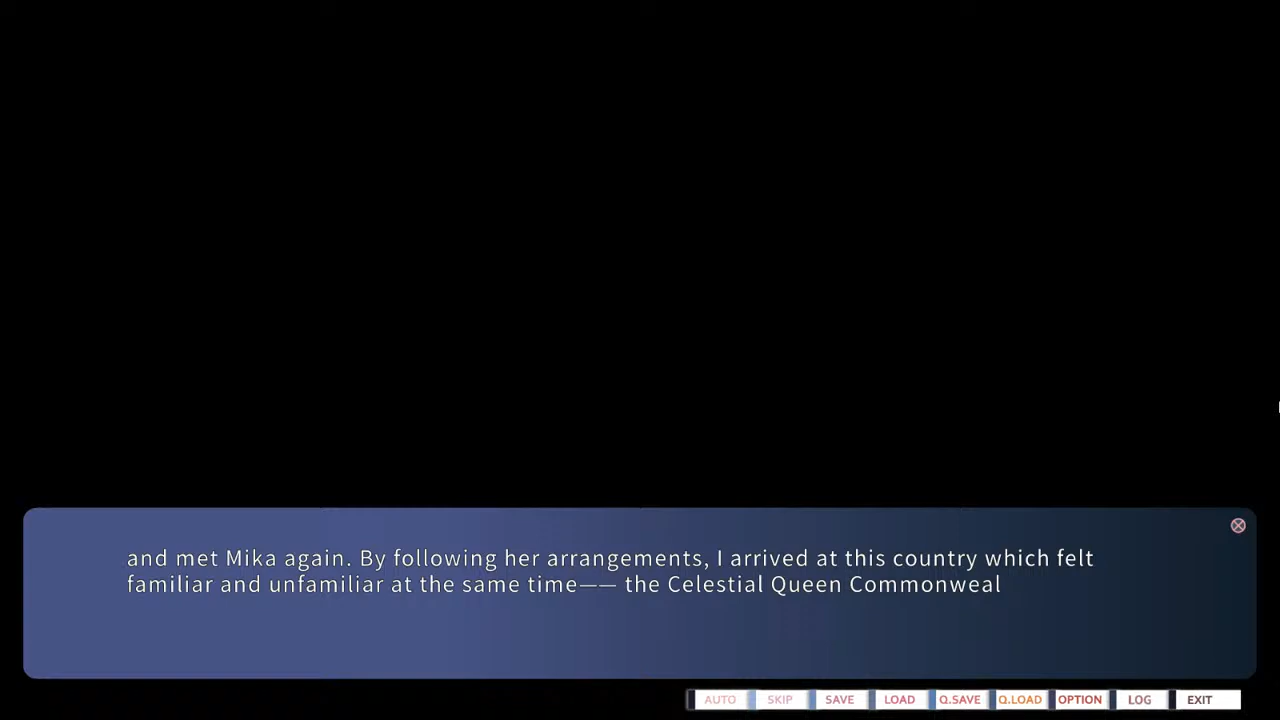 and met Mika again. By following her arrangements, I arrived at this country which felt
familiar and unfamiliar at the same time—— the Celestial Queen Commonweal
AUTO SKIP SAVE LOAD Q.SAVE Q.LOAD OPTION LOG EXIT